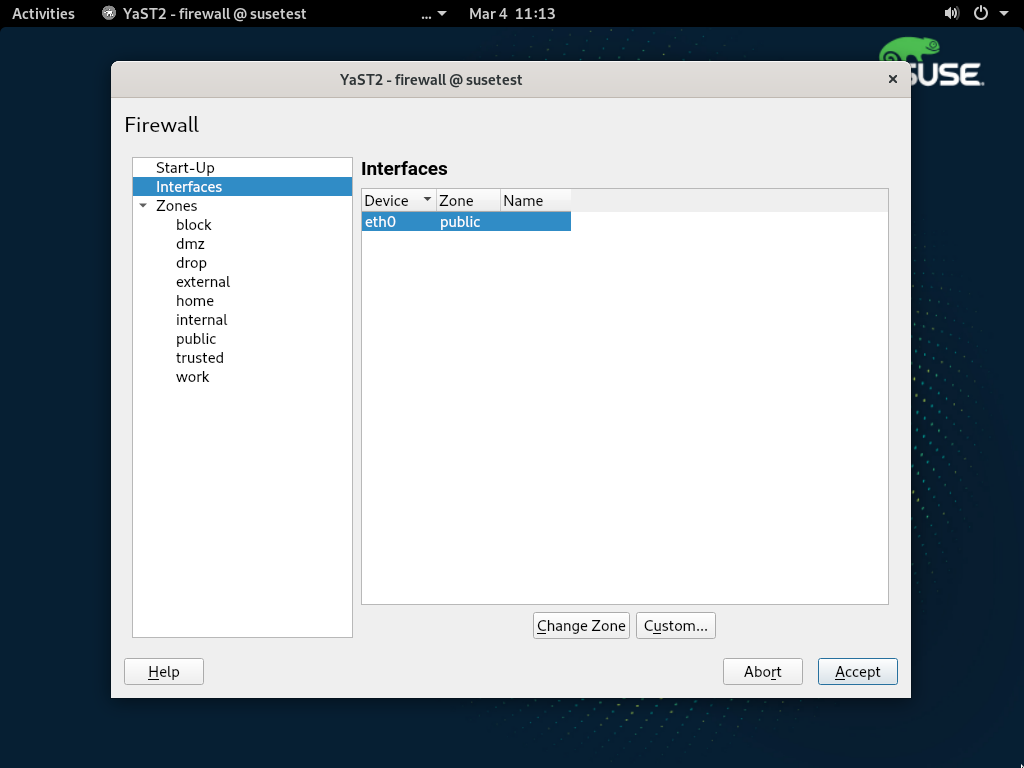 Activities
YaST2 - firewall @ susetest
...
Mar 4 11:13
SUSE
YaST2 - firewall @ susetest
Firewall
Start-Up
Interfaces
Zones
block
dmz
drop
external
home
internal
public
trusted
work
Interfaces
Device Zone Name
eth0 public
Change Zone Custom...
Help Abort Accept